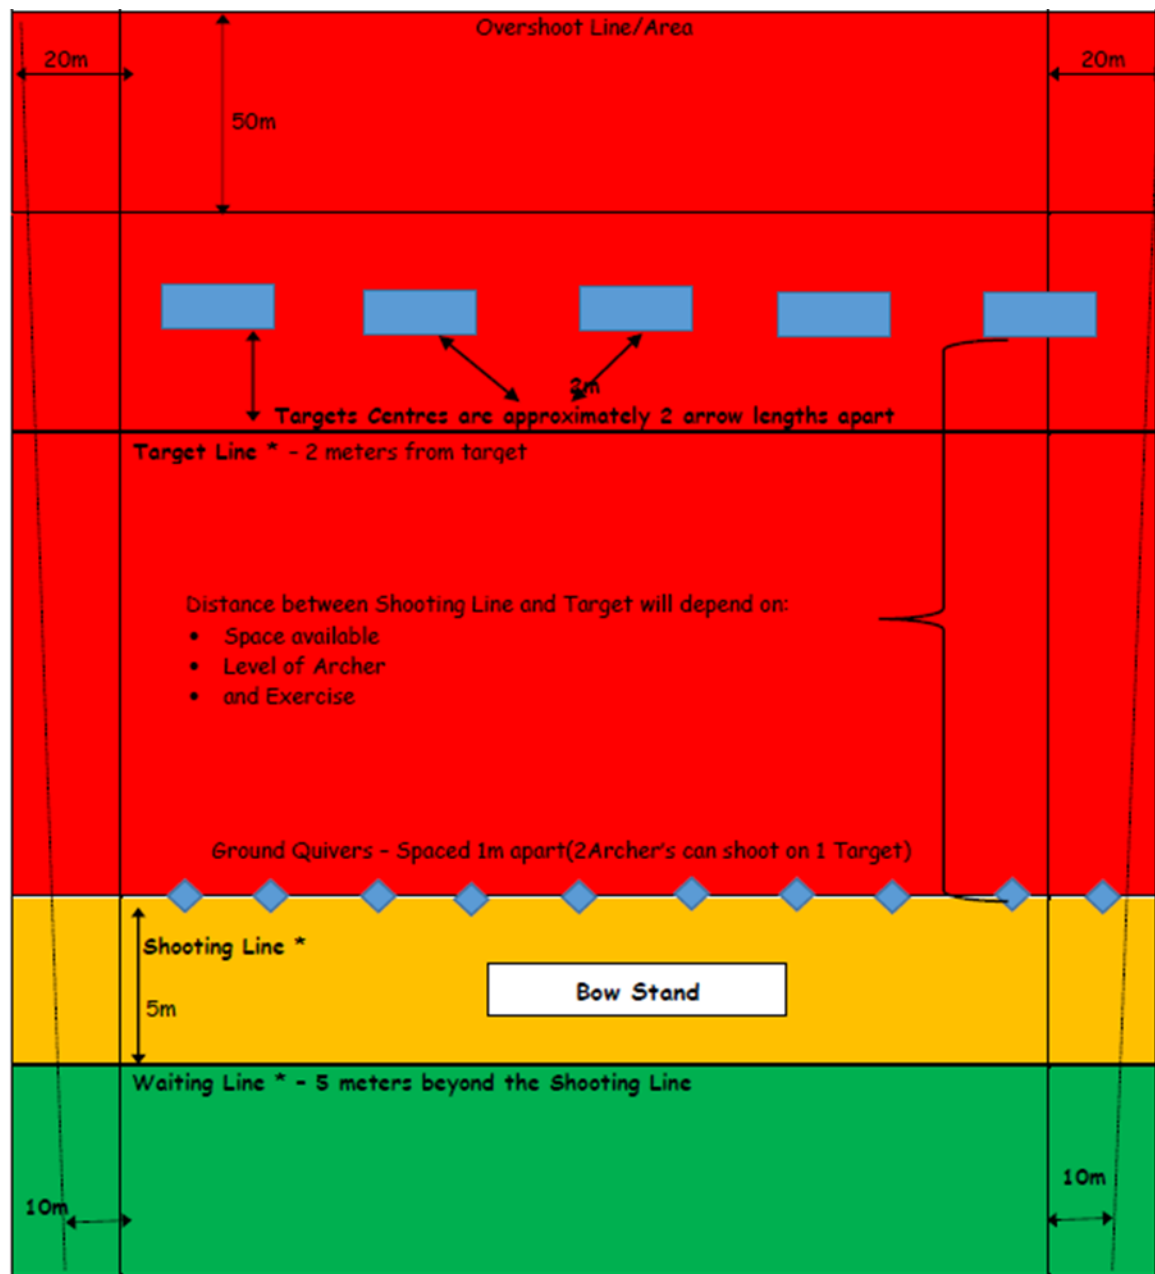 Overshoot Line/Area
20m
20m
50m
2m
Targets Centres are approximately 2 arrow lengths apart
Target Line * - 2 meters from target
Distance between Shooting Line and Target will depend on:
• Space available
• Level of Archer
• and Exercise
Ground Quivers - Spaced 1m apart(2Archer's can shoot on 1 Target)
Shooting Line *
Bow Stand
5m
Waiting Line * - 5 meters beyond the Shooting Line
10m
10m